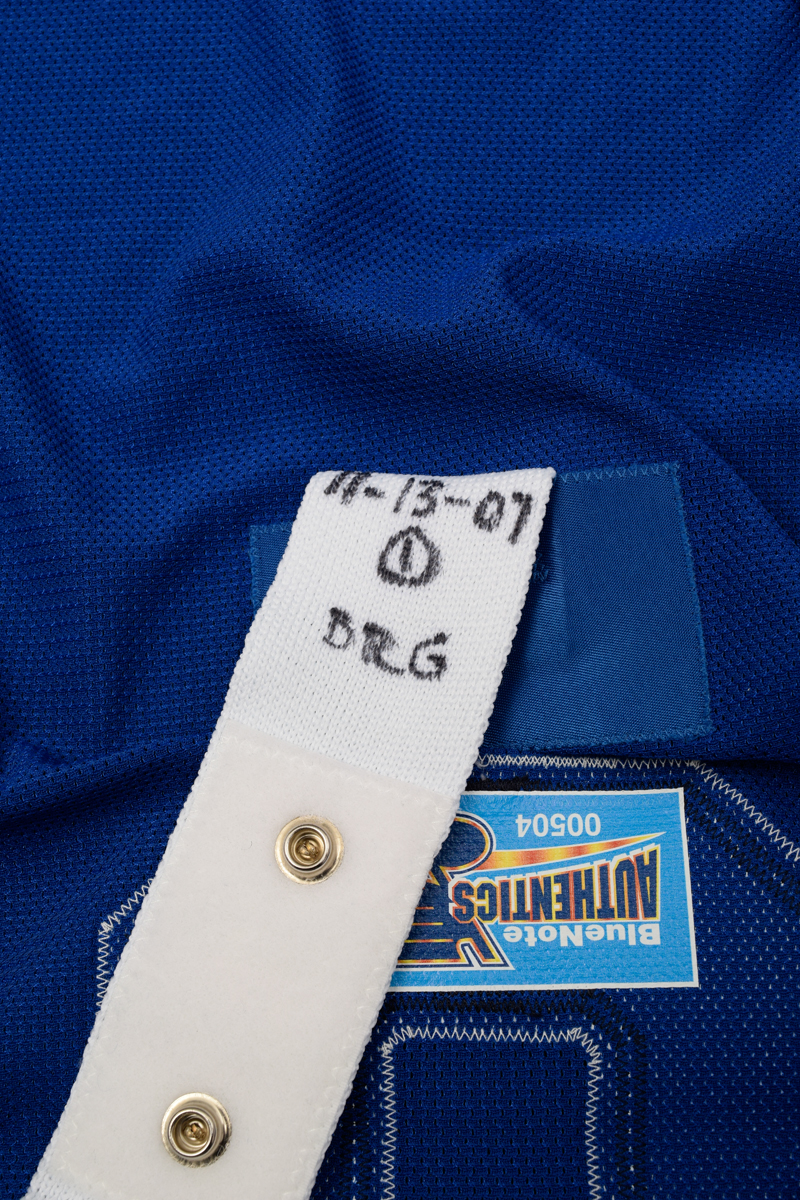 11-13-07
1
DRG
BlueNote
AUTHENTICS
00504